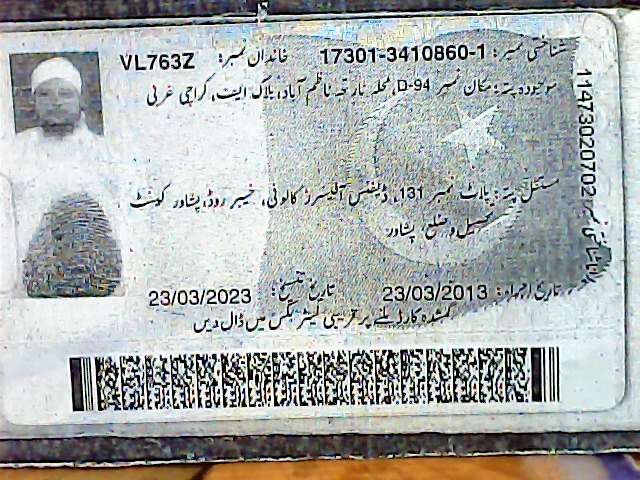 شناختی نمبر: 17301-3410860-1 خاندان نمبر: VL763Z
موجودہ پتہ: مکان نمبر D-94، محلہ نارتھ ناظم آباد، بلاک ایف، کراچی غربی
مستقل پتہ: پلاٹ نمبر 131، ڈیفنس آفیسرز کالونی، خیبر روڈ، پشاور کینٹ
تحصیل و ضلع، پشاور
تاریخ اجراء: 23/03/2013 تاریخ تنسیخ: 23/03/2023
گمشدہ کارڈ ملنے پر قریبی لیٹر بکس میں ڈال دیں
11473020702